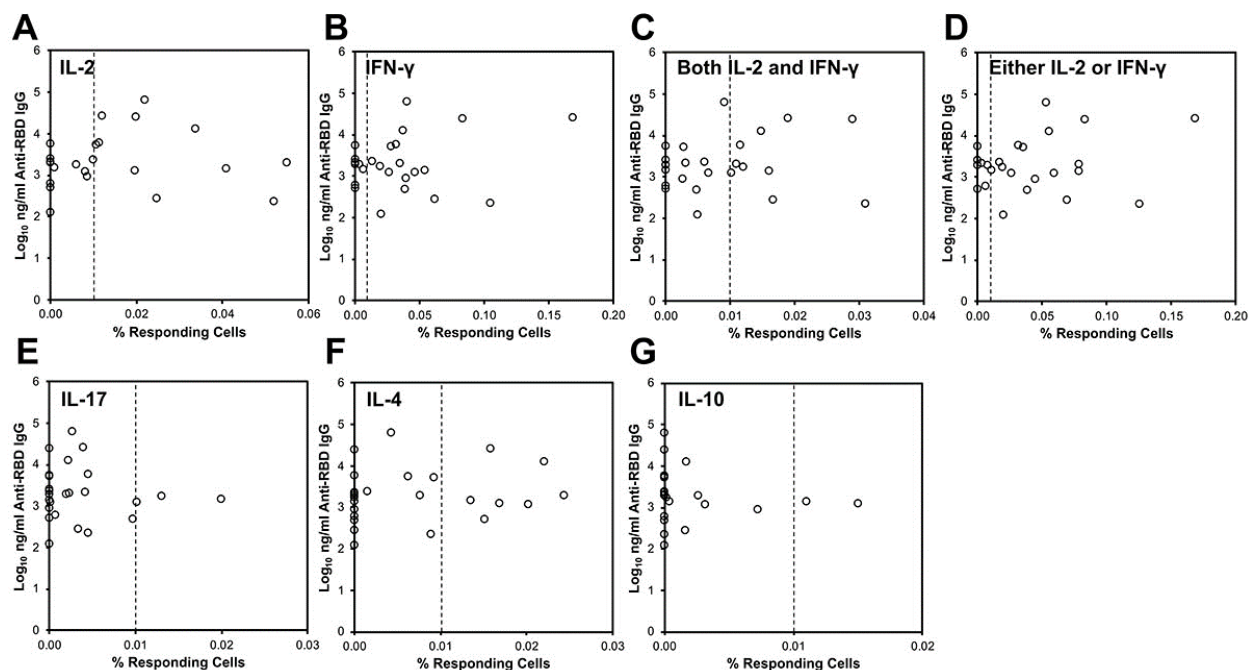 A
IL-2
Log10 ng/ml Anti-RBD IgG
6
5
4
3
2
1
0
0.00 0.02 0.04 0.06
% Responding Cells
B
IFN-γ
Log10 ng/ml Anti-RBD IgG
6
5
4
3
2
1
0
0.00 0.05 0.10 0.15 0.20
% Responding Cells
C
Both IL-2 and IFN-γ
Log10 ng/ml Anti-RBD IgG
6
5
4
3
2
1
0
0.00 0.01 0.02 0.03 0.04
% Responding Cells
D
Either IL-2 or IFN-γ
Log10 ng/ml Anti-RBD IgG
6
5
4
3
2
1
0
0.00 0.05 0.10 0.15 0.20
% Responding Cells
E
IL-17
Log10 ng/ml Anti-RBD IgG
6
5
4
3
2
1
0
0.00 0.01 0.02 0.03
% Responding Cells
F
IL-4
Log10 ng/ml Anti-RBD IgG
6
5
4
3
2
1
0
0.00 0.01 0.02 0.03
% Responding Cells
G
IL-10
Log10 ng/ml Anti-RBD IgG
6
5
4
3
2
1
0
0.00 0.01 0.02
% Responding Cells